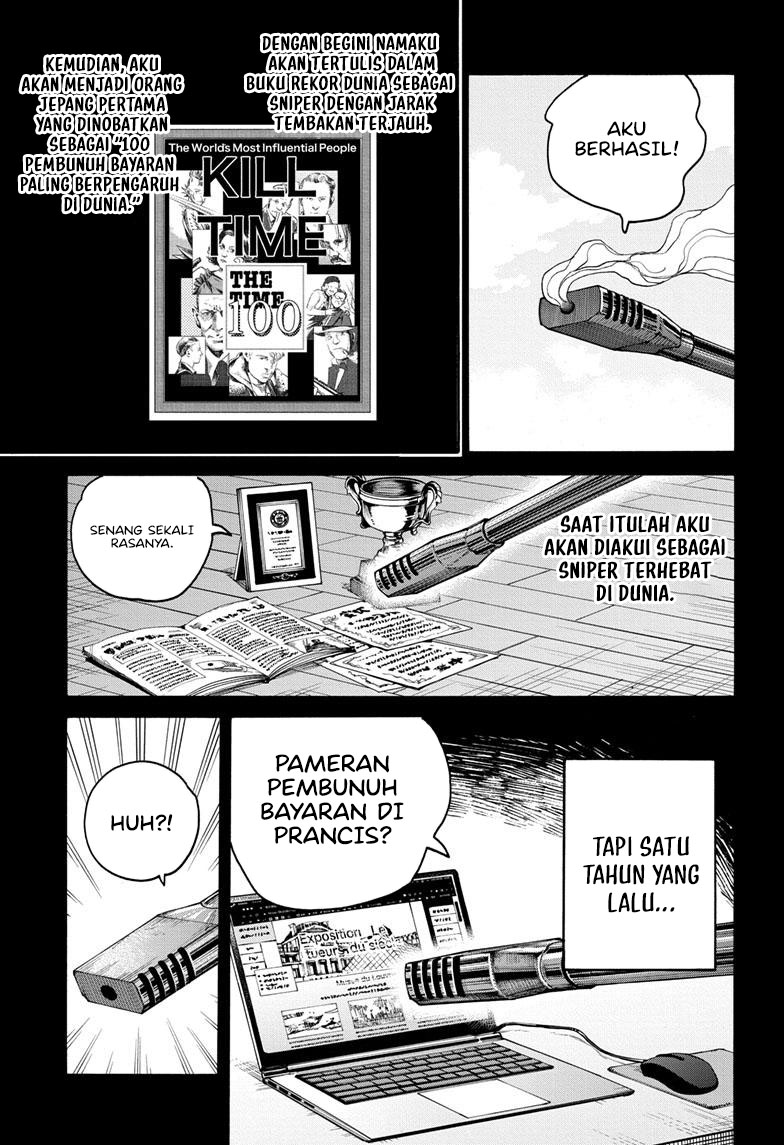 AKU
BERHASIL!
DENGAN BEGINI NAMAKU
AKAN TERTULIS DALAM
BUKU REKOR DUNIA SEBAGAI
SNIPER DENGAN JARAK
TEMBAKAN TERJAUH.
KEMUDIAN, AKU
AKAN MENJADI ORANG
JEPANG PERTAMA
YANG DINOBATKAN
SEBAGAI "100
PEMBUNUH BAYARAN
PALING BERPENGARUH
DI DUNIA."
The World's Most Influential People
KILL
TIME
THE
TIME
100
SAAT ITULAH AKU
AKAN DIAKUI SEBAGAI
SNIPER TERHEBAT
DI DUNIA.
SENANG SEKALI
RASANYA.
TAPI SATU
TAHUN YANG
LALU...
PAMERAN
PEMBUNUH
BAYARAN DI
PRANCIS?
Exposition Le
tueurs du siècl
HUH?!